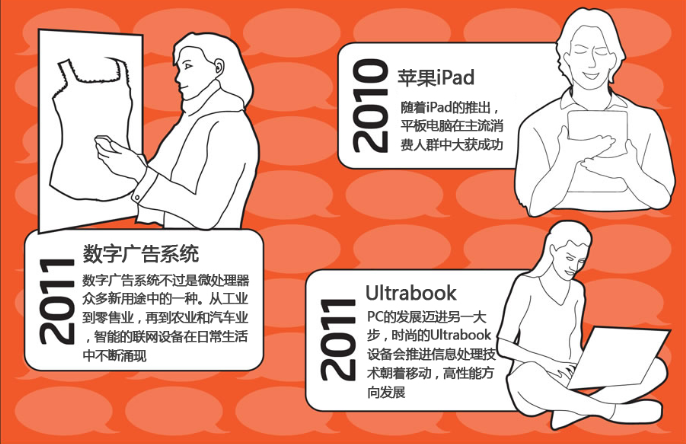 2010
苹果iPad
随着iPad的推出，
平板电脑在主流消
费人群中大获成功
2011
数字广告系统
数字广告系统不过是微处理器
众多新用途中的一种。从工业
到零售业，再到农业和汽车业
，智能的联网设备在日常生活
中不断涌现
2011
Ultrabook
PC的发展迈进另一大
步，时尚的Ultrabook
设备会推进信息处理技
术朝着移动，高性能方
向发展